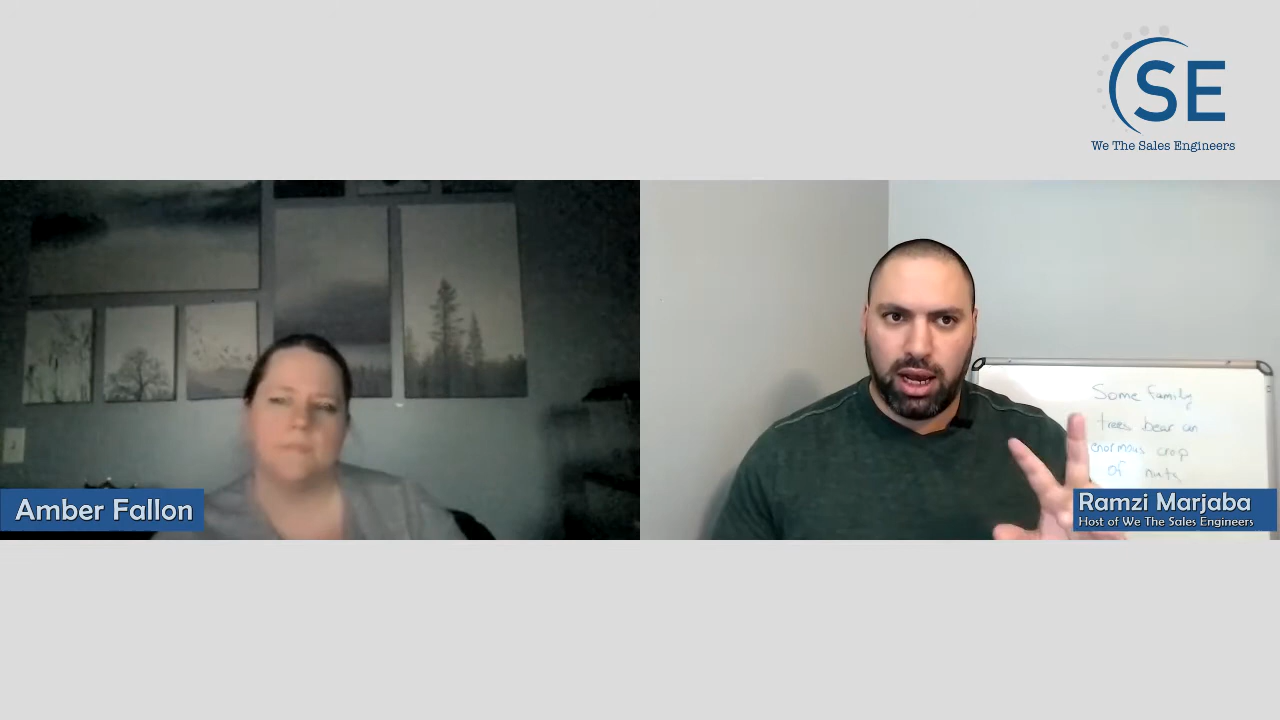 SE
We The Sales Engineers
Some family
trees bear an
enormous crop
of nuts
Amber Fallon
Ramzi Marjaba
Host of We The Sales Engineers